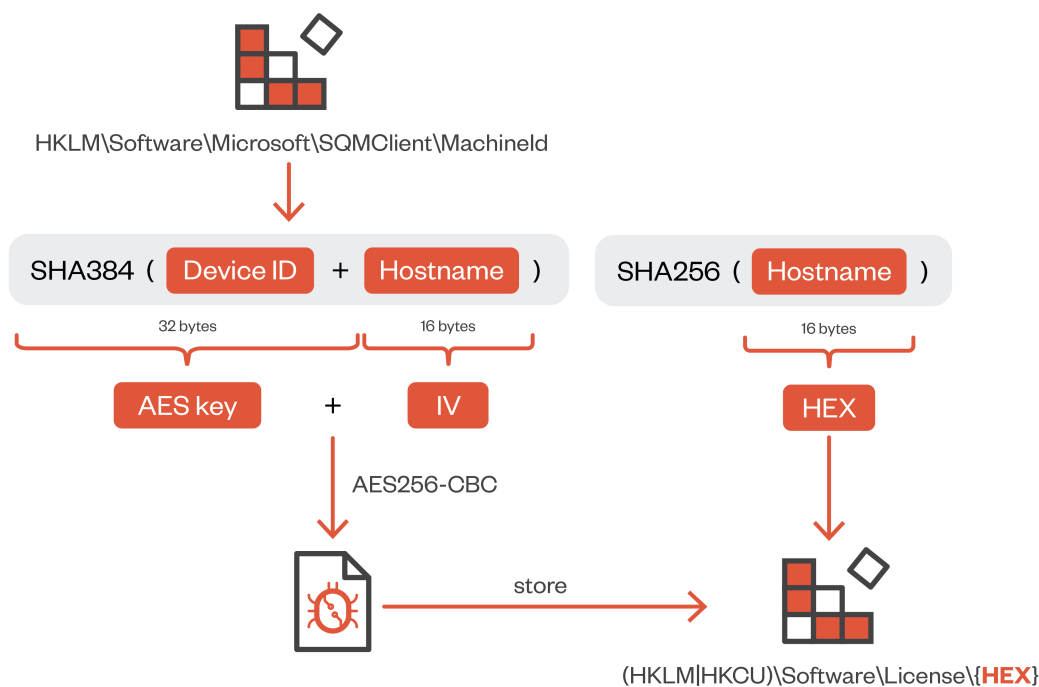 HKLM\Software\Microsoft\SQMClient\MachineId
SHA384 ( Device ID + Hostname )
SHA256 ( Hostname )
32 bytes
16 bytes
16 bytes
AES key + IV
HEX
AES256-CBC
store
(HKLM|HKCU)\Software\License\{HEX}